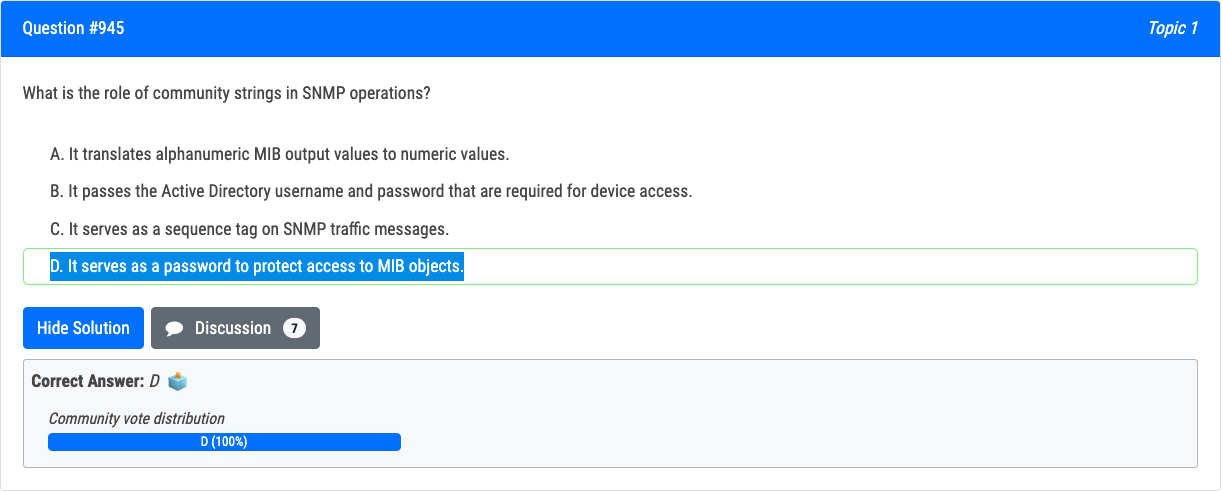 Question #945
Topic 1
What is the role of community strings in SNMP operations?
A. It translates alphanumeric MIB output values to numeric values.
B. It passes the Active Directory username and password that are required for device access.
C. It serves as a sequence tag on SNMP traffic messages.
D. It serves as a password to protect access to MIB objects.
Hide Solution
Discussion 7
Correct Answer: D
Community vote distribution
D (100%)